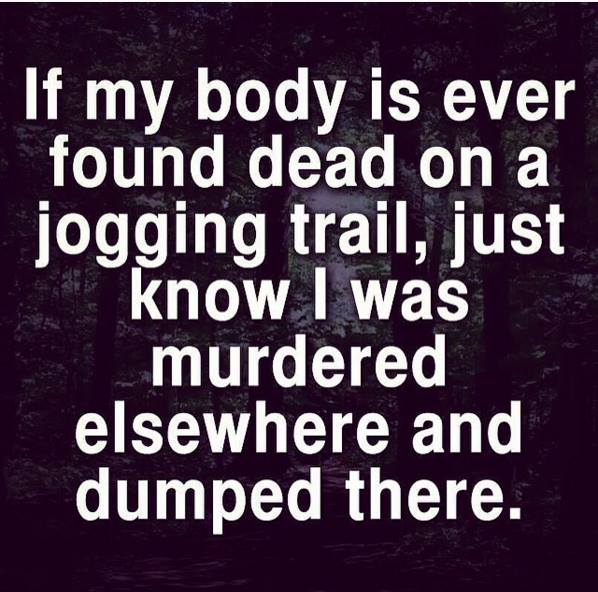 If my body is ever
found dead on a
jogging trail, just
know I was
murdered
elsewhere and
dumped there.